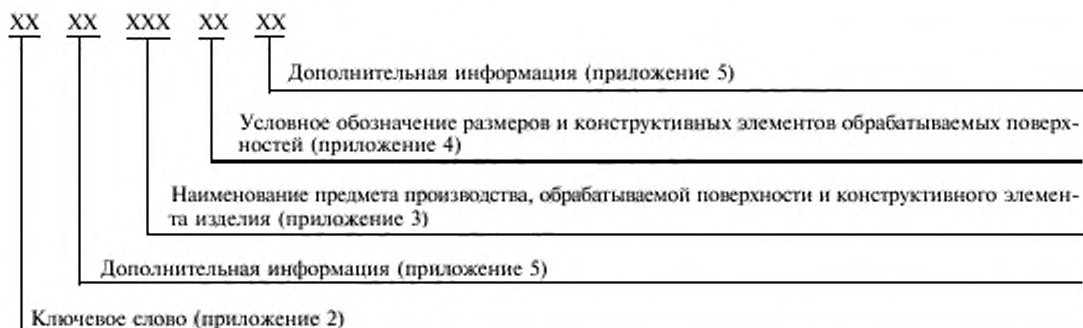 XX XX XXX XX XX
Дополнительная информация (приложение 5)
Условное обозначение размеров и конструктивных элементов обрабатываемых поверх-
ностей (приложение 4)
Наименование предмета производства, обрабатываемой поверхности и конструктивного элемен-
та изделия (приложение 3)
Дополнительная информация (приложение 5)
Ключевое слово (приложение 2)